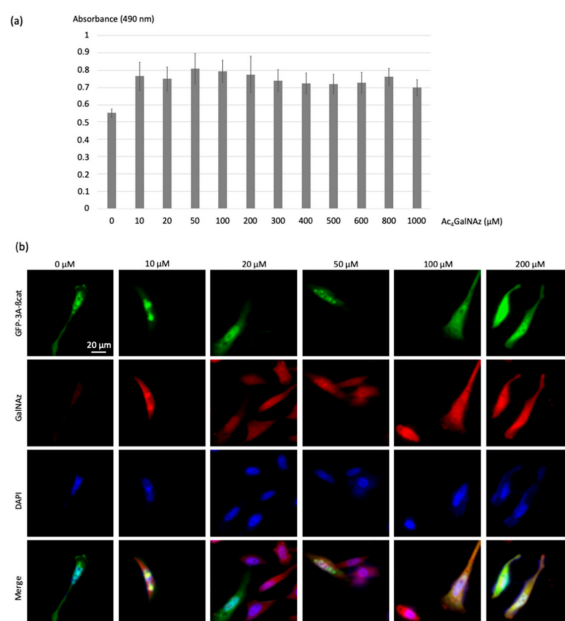 (a)
Absorbance (490 nm)
1
0.9
0.8
0.7
0.6
0.5
0.4
0.3
0.2
0.1
0
0 10 20 50 100 200 300 400 500 600 800 1000 Ac₄GalNAz (µM)
(b)
0 µM 10 µM 20 µM 50 µM 100 µM 200 µM
GFP-3A-ßcat
20 µm
GalNAz
DAPI
Merge